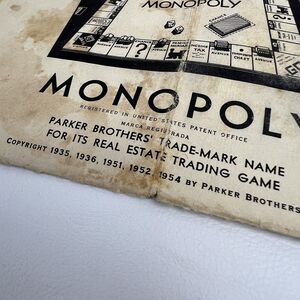 MONOPOLY
MONOPOLY
REGISTERED IN UNITED STATES PATENT OFFICE
MARCA REGISTRADA
PARKER BROTHERS' TRADE-MARK NAME
FOR ITS REAL ESTATE TRADING GAME
COPYRIGHT 1935, 1936, 1951, 1952, 1954 BY PARKER BROTHERS